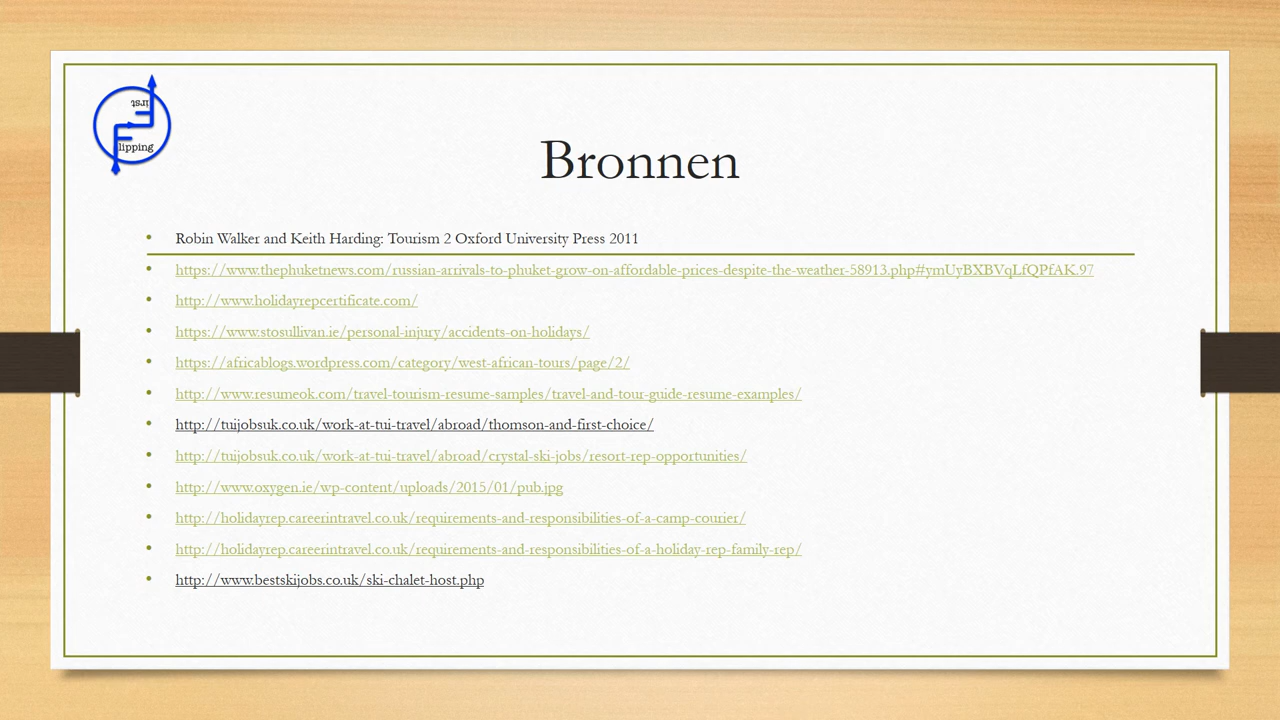 first
flipping
Bronnen
• Robin Walker and Keith Harding: Tourism 2 Oxford University Press 2011
• https://www.thephuketnews.com/russian-arrivals-to-phuket-grow-on-affordable-prices-despite-the-weather-58913.php#ymUyBXBVqLfQPfAK.97
• http://www.holidayrepcertificate.com/
• https://www.stosullivan.ie/personal-injury/accidents-on-holidays/
• https://africablogs.wordpress.com/category/west-african-tours/page/2/
• http://www.resumeok.com/travel-tourism-resume-samples/travel-and-tour-guide-resume-examples/
• http://tuijobsuk.co.uk/work-at-tui-travel/abroad/thomson-and-first-choice/
• http://tuijobsuk.co.uk/work-at-tui-travel/abroad/crystal-ski-jobs/resort-rep-opportunities/
• http://www.oxygen.ie/wp-content/uploads/2015/01/pub.jpg
• http://holidayrep.careerintravel.co.uk/requirements-and-responsibilities-of-a-camp-courier/
• http://holidayrep.careerintravel.co.uk/requirements-and-responsibilities-of-a-holiday-rep-family-rep/
• http://www.bestskijobs.co.uk/ski-chalet-host.php